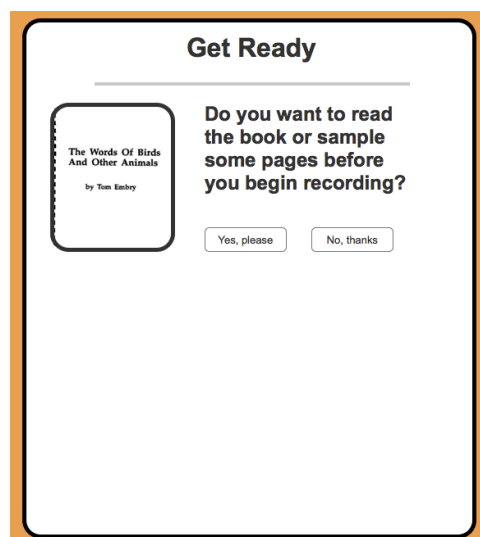 Get Ready
The Words Of Birds
And Other Animals
by Tom Embry
Do you want to read
the book or sample
some pages before
you begin recording?
Yes, please
No, thanks